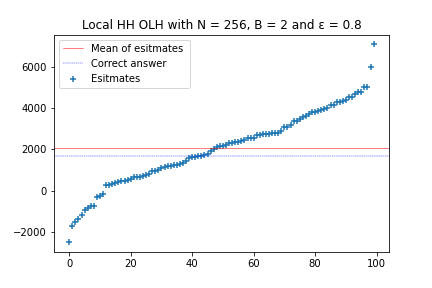 Local HH OLH with N = 256, B = 2 and ε = 0.8
Mean of esitmates
Correct answer
Esitmates
6000
4000
2000
0
−2000
0
20
40
60
80
100